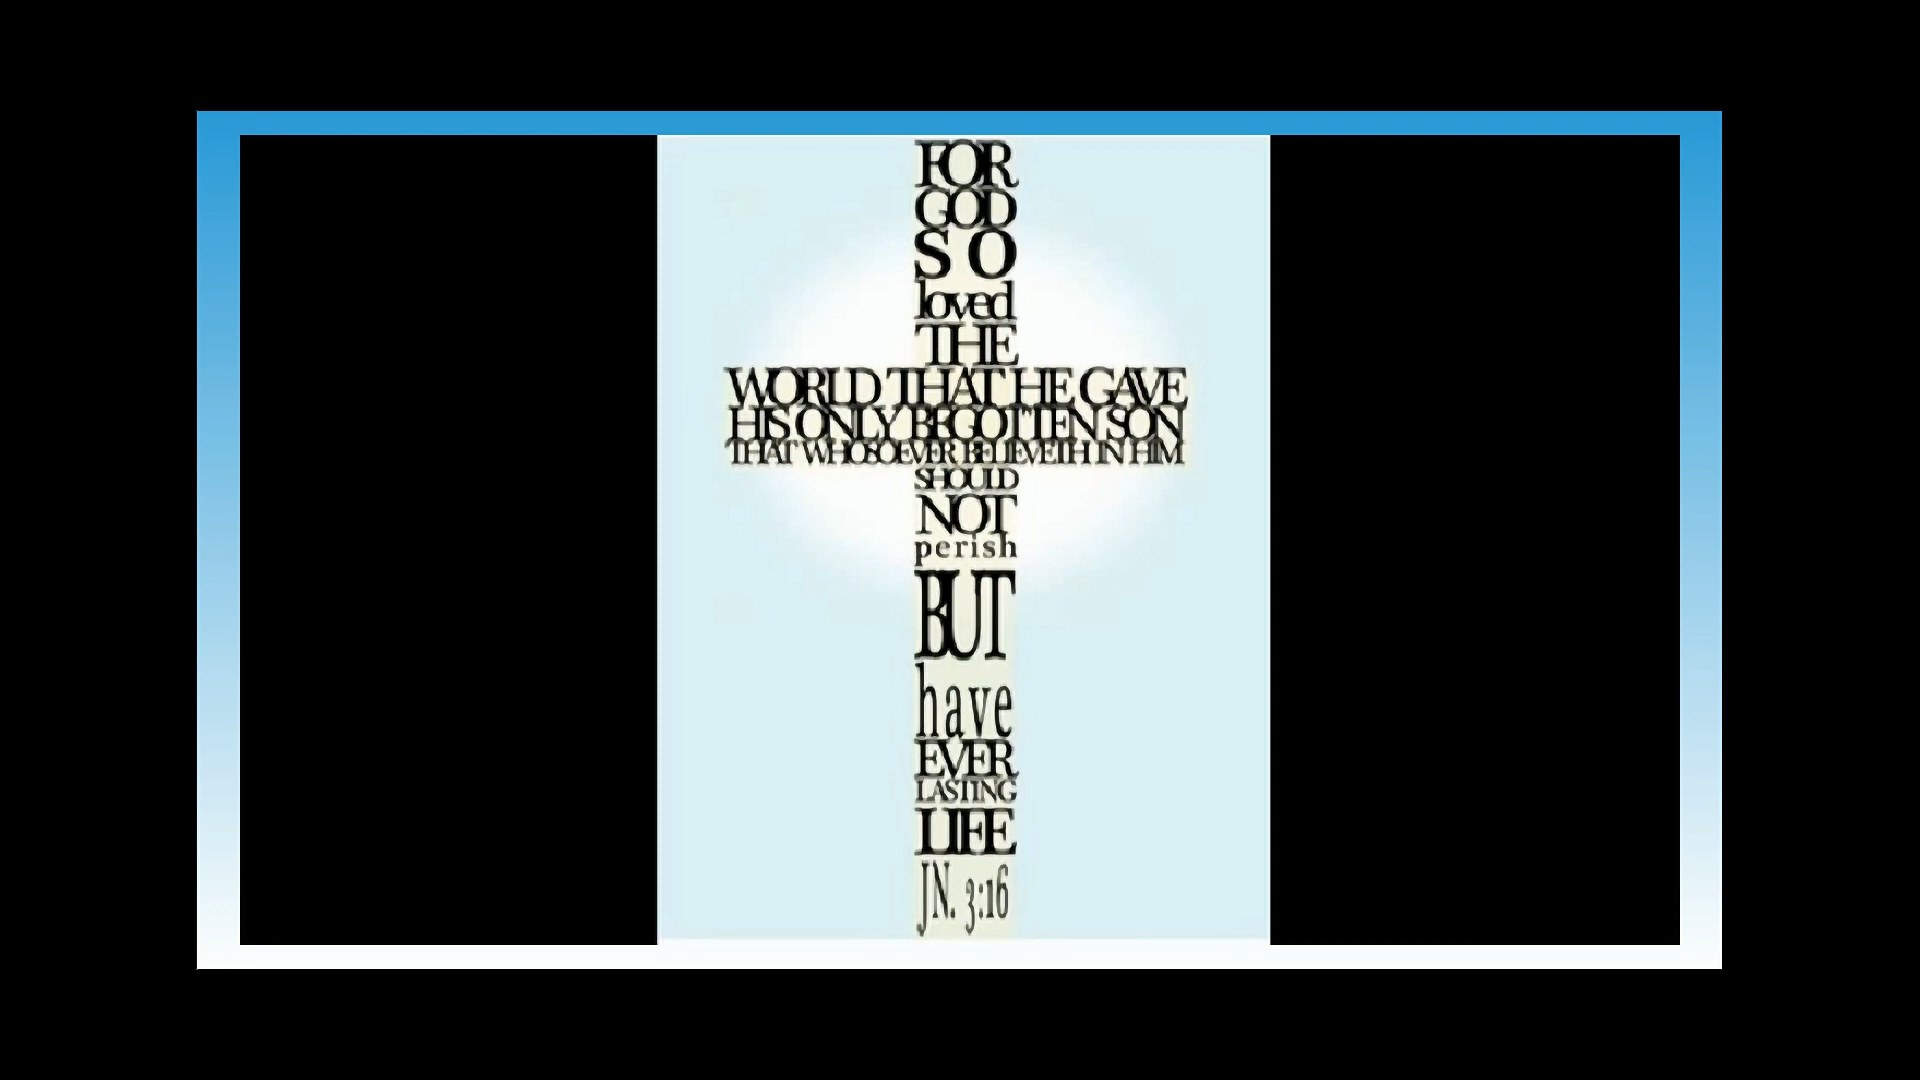 FOR
GOD
SO
loved
THE
WORLD THAT HE GAVE
HIS ONLY BEGOTTEN SON
THAT WHOSOEVER BELIEVETH IN HIM
SHOULD
NOT
perish
BUT
have
EVER
LASTING
LIFE
JN. 3:16